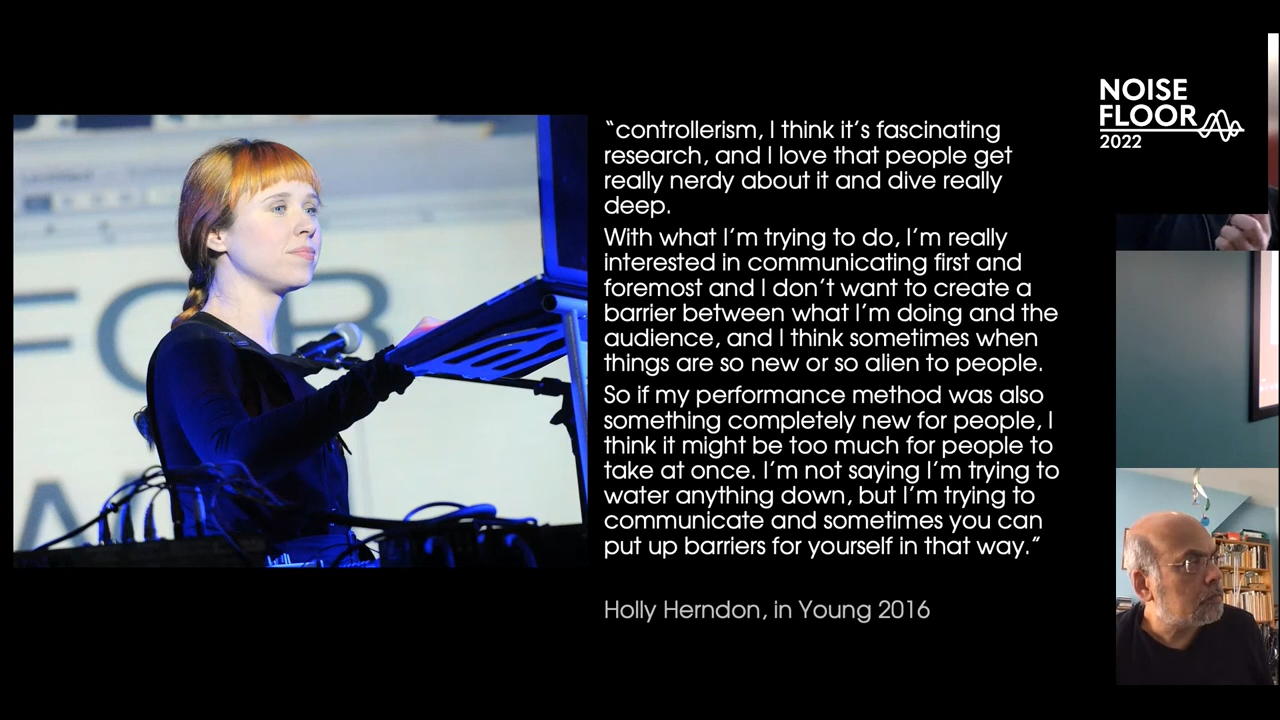 NOISE
FLOOR
2022
“controllerism, I think it’s fascinating
research, and I love that people get
really nerdy about it and dive really
deep.
With what I’m trying to do, I’m really
interested in communicating first and
foremost and I don’t want to create a
barrier between what I’m doing and the
audience, and I think sometimes when
things are so new or so alien to people.
So if my performance method was also
something completely new for people, I
think it might be too much for people to
take at once. I’m not saying I’m trying to
water anything down, but I’m trying to
communicate and sometimes you can
put up barriers for yourself in that way.”
Holly Herndon, in Young 2016